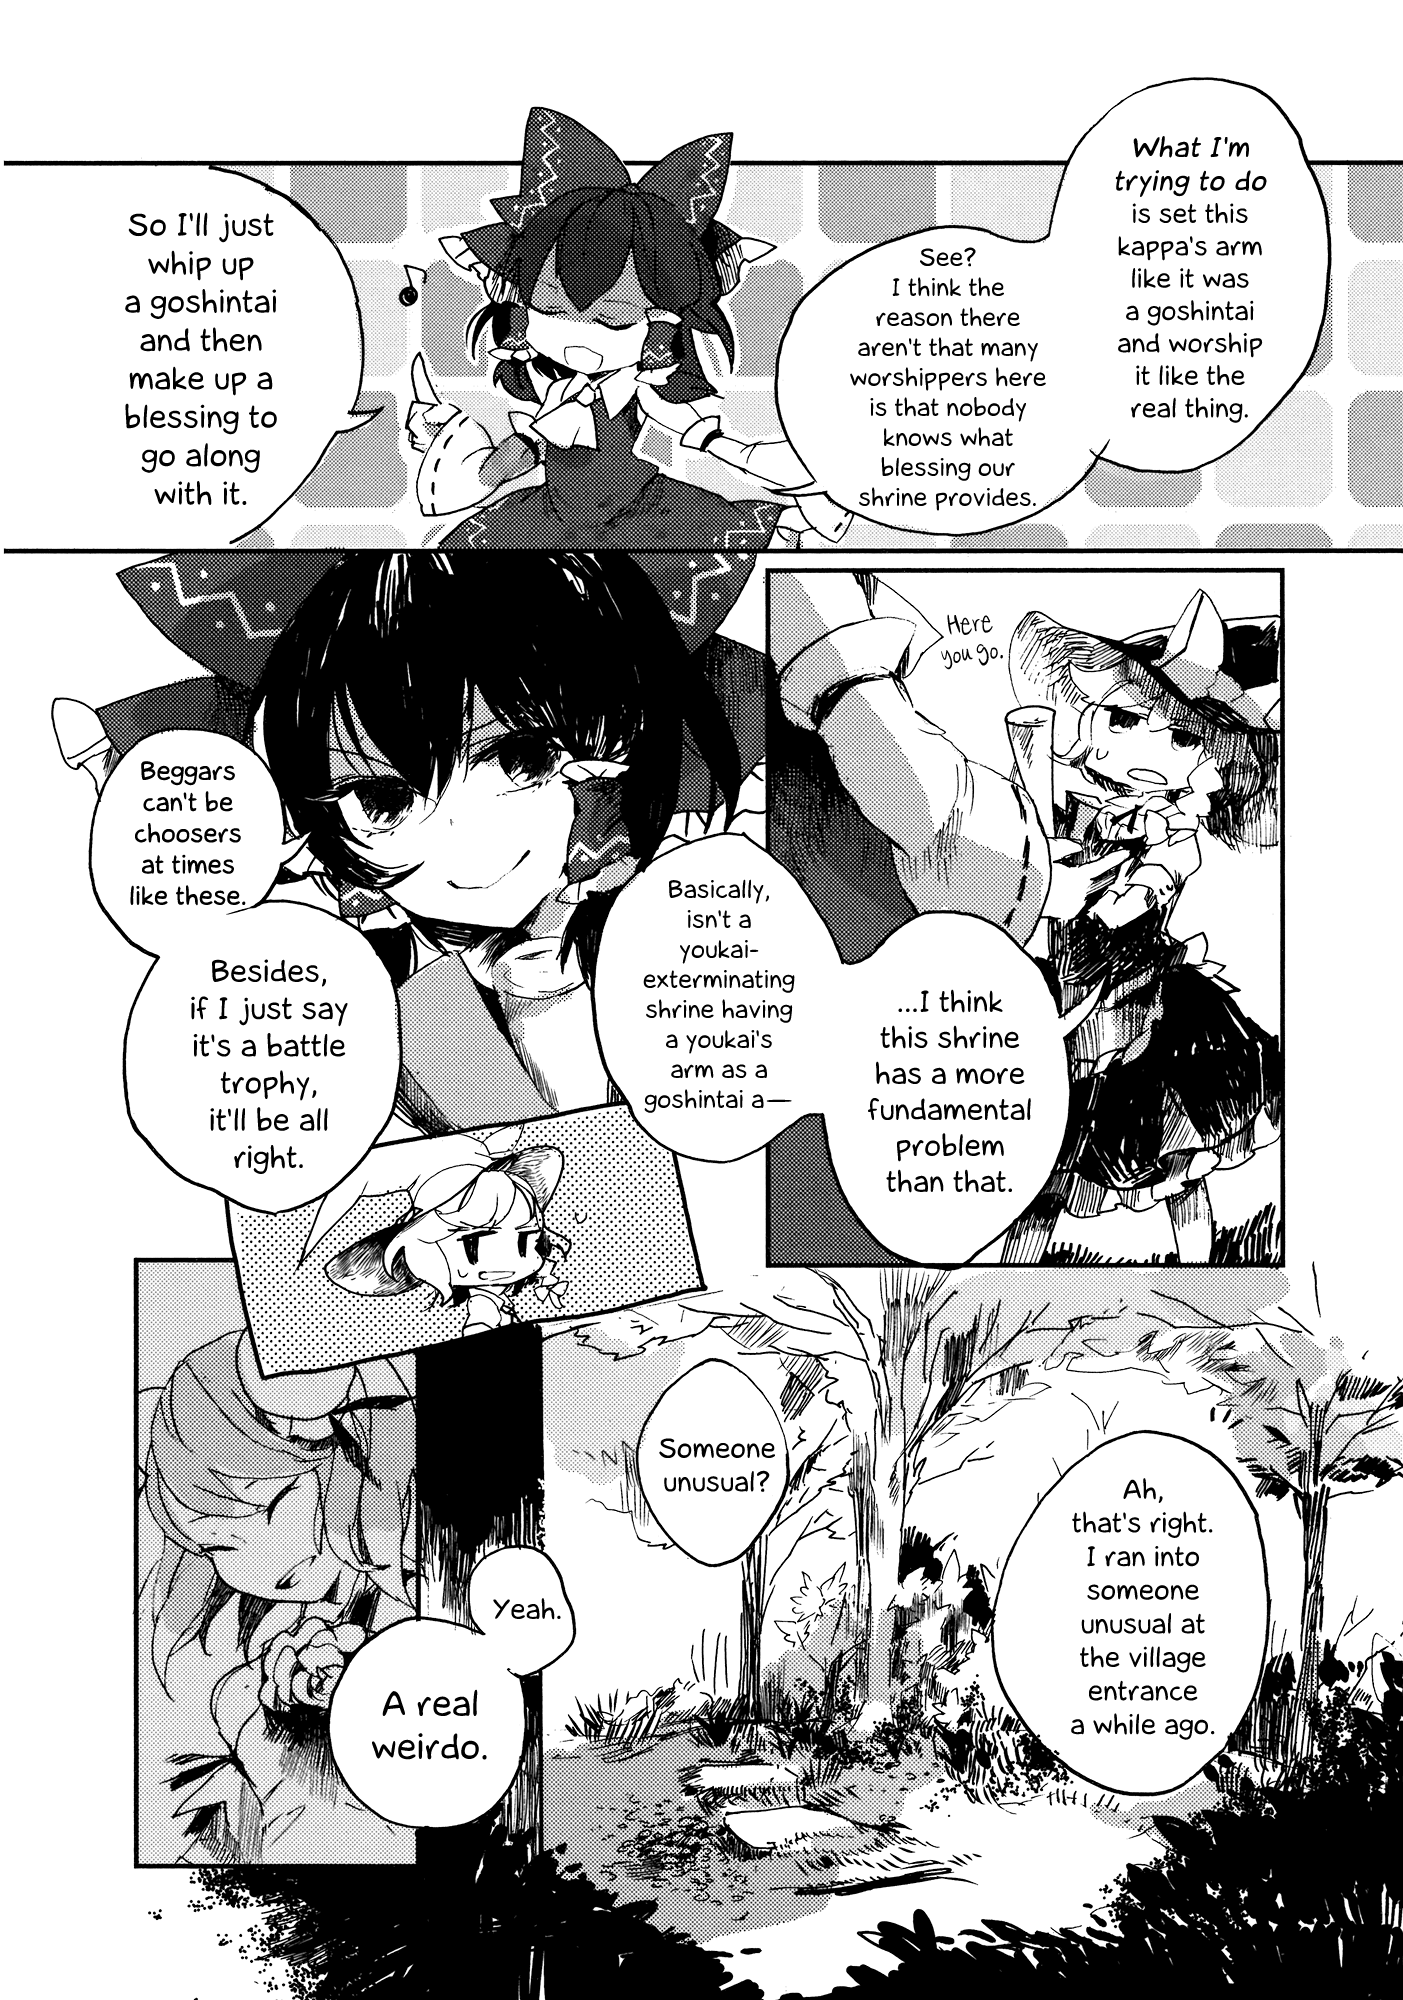 What I'm
trying to do
is set this
kappa's arm
like it was
a goshintai
and worship
it like the
real thing.
See?
I think the
reason there
aren't that many
worshippers here
is that nobody
knows what
blessing our
shrine provides.
So I'll just
whip up
a goshintai
and then
make up a
blessing to
go along
with it.
Here
you go.
...I think
this shrine
has a more
fundamental
problem
than that.
Basically,
isn't a
youkai-
exterminating
shrine having
a youkai's
arm as a
goshintai a—
Beggars
can't be
choosers
at times
like these.
Besides,
if I just say
it's a battle
trophy,
it'll be all
right.
Ah,
that's right.
I ran into
someone
unusual at
the village
entrance
a while ago.
Someone
unusual?
Yeah.
A real
weirdo.